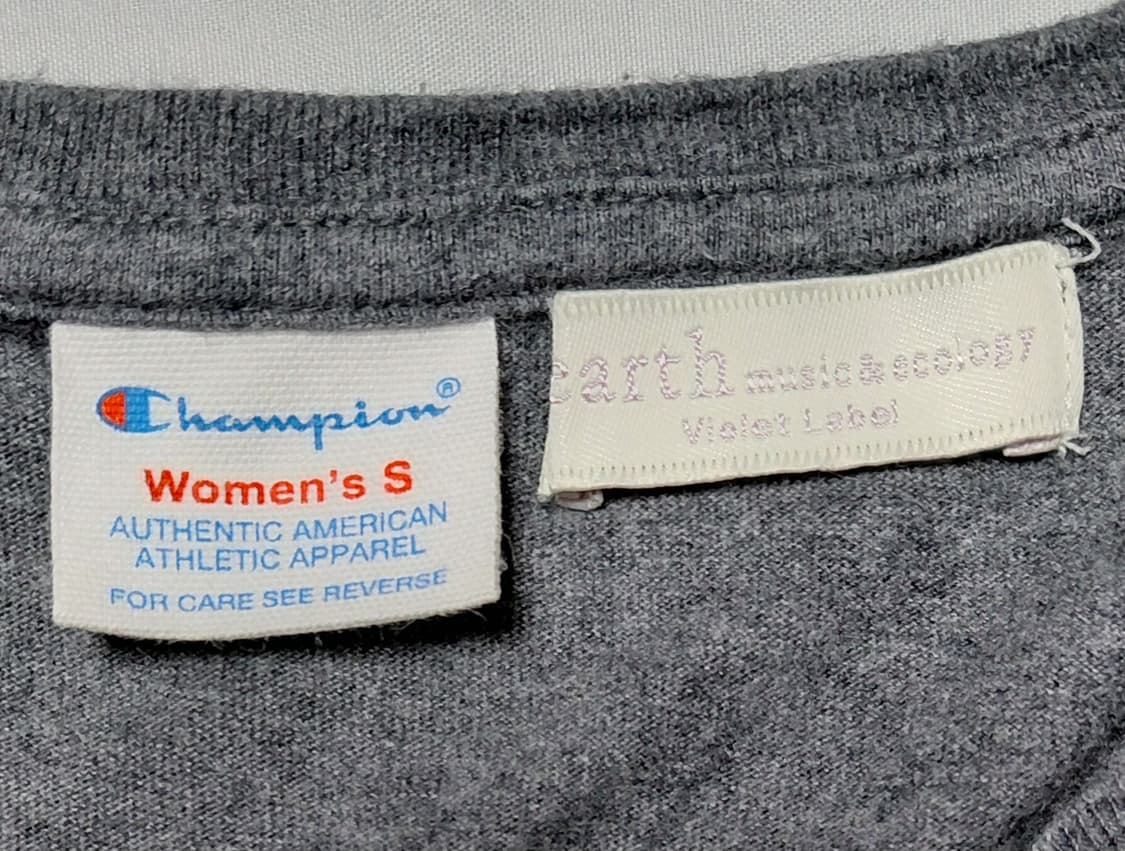 Champion®
Women's S
AUTHENTIC AMERICAN
ATHLETIC APPAREL
FOR CARE SEE REVERSE
earth music&ecology
Violet Label